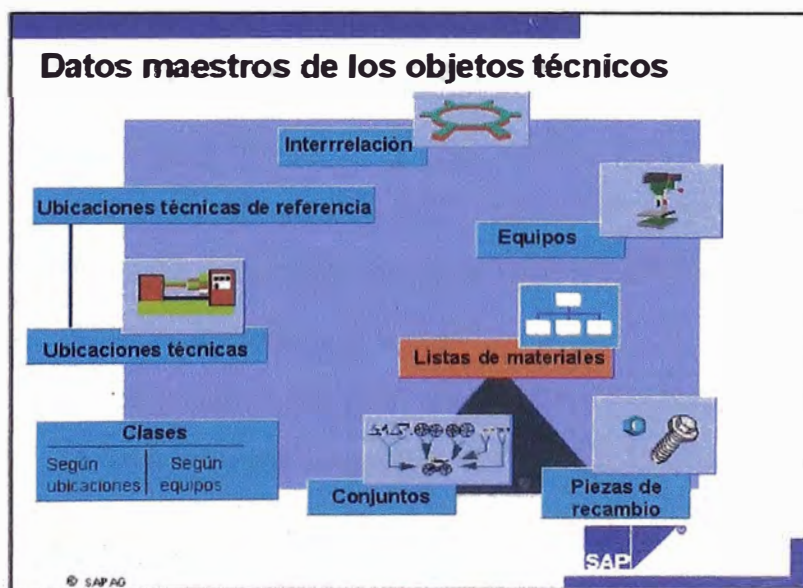 Datos maestros de los objetos técnicos
Interrrelación
Ubicaciones técnicas de referencia
Equipos
Ubicaciones técnicas
Listas de materiales
Clases
Según ubicaciones
Según equipos
Conjuntos
Piezas de
recambio
SAP
© SAP AG